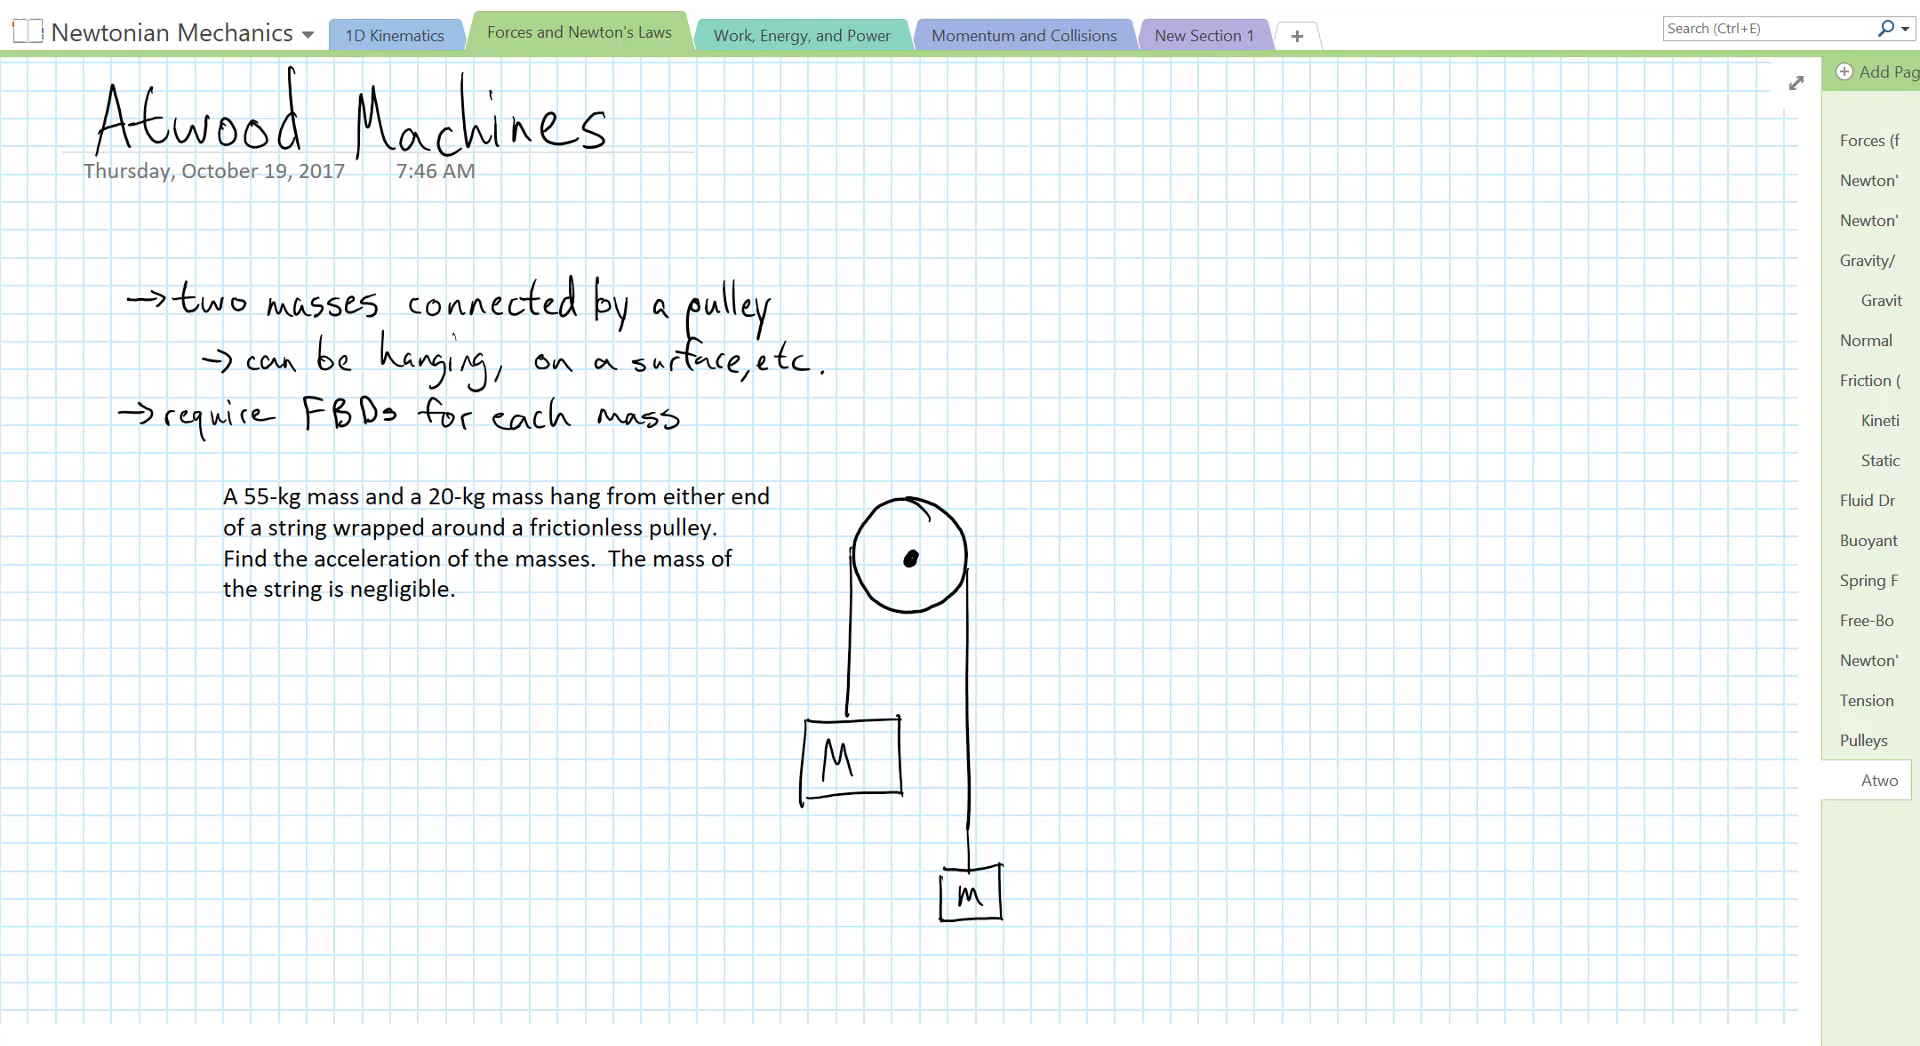 Newtonian Mechanics
1D Kinematics
Forces and Newton's Laws
Work, Energy, and Power
Momentum and Collisions
New Section 1
+
Search (Ctrl+E)
Atwood Machines
Thursday, October 19, 2017 7:46 AM
→ two masses connected by a pulley
→ can be hanging, on a surface, etc.
→ require FBDs for each mass
A 55-kg mass and a 20-kg mass hang from either end
of a string wrapped around a frictionless pulley.
Find the acceleration of the masses. The mass of
the string is negligible.
M
m
Add Pag
Forces (f
Newton'
Newton'
Gravity/
Gravit
Normal
Friction (
Kineti
Static
Fluid Dr
Buoyant
Spring F
Free-Bo
Newton'
Tension
Pulleys
Atwo